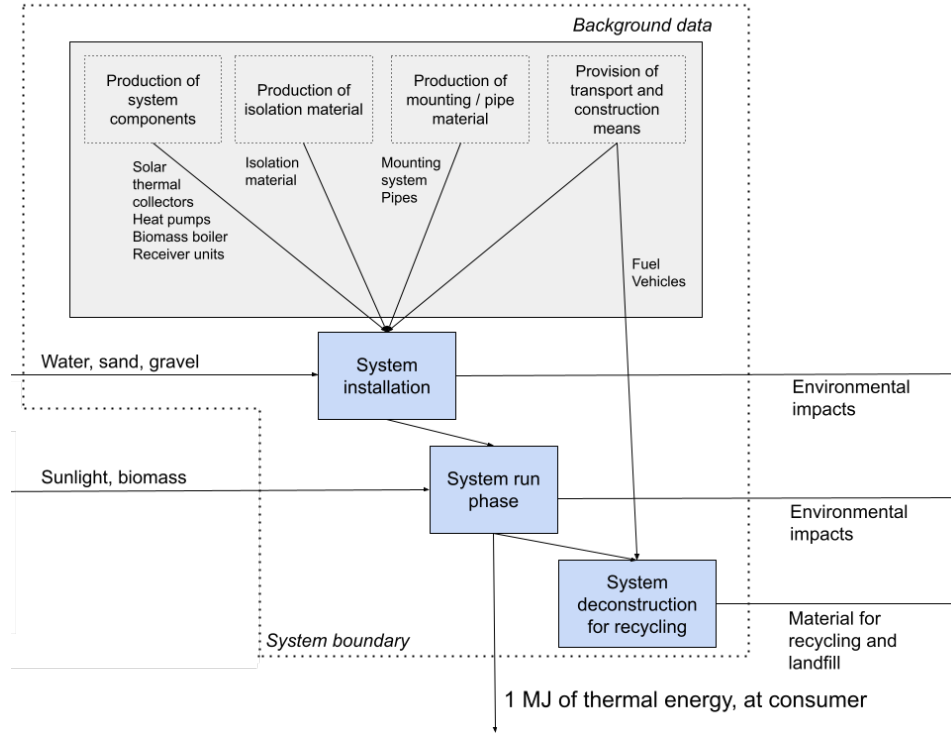 Background data
Production of
system
components
Production of
isolation material
Production of
mounting / pipe
material
Provision of
transport and
construction
means
Solar
thermal
collectors
Heat pumps
Biomass boiler
Receiver units
Isolation
material
Mounting
system
Pipes
Fuel
Vehicles
Water, sand, gravel
System
installation
Environmental
impacts
Sunlight, biomass
System run
phase
Environmental
impacts
System
deconstruction
for recycling
Material for
recycling and
landfill
System boundary
1 MJ of thermal energy, at consumer